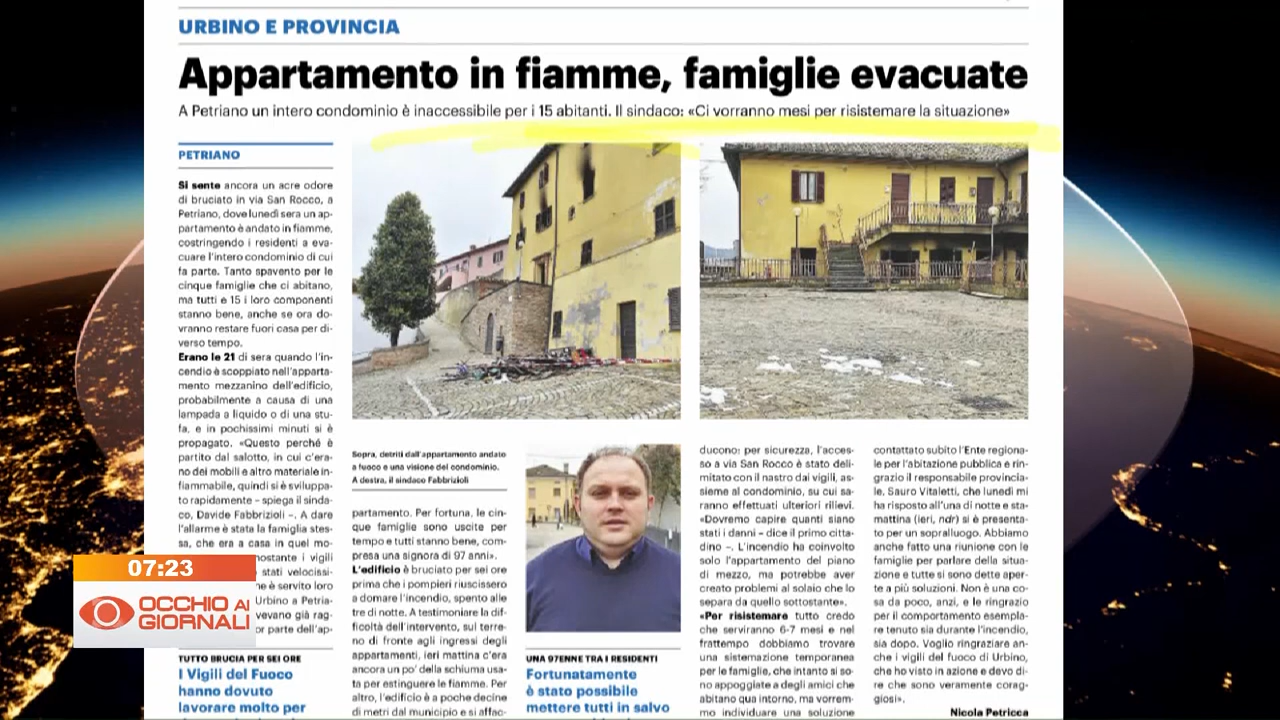 URBINO E PROVINCIA
Appartamento in fiamme, famiglie evacuate
A Petriano un intero condominio è inaccessibile per i 15 abitanti. Il sindaco: «Ci vorranno mesi per risistemare la situazione»
PETRIANO
Si sente ancora un acre odore
di bruciato in via San Rocco, a
Petriano, dove lunedì sera un ap-
partamento è andato in fiamme,
costringendo i residenti a eva-
cuare l'intero condominio di cui
fa parte. Tanto spavento per le
cinque famiglie che ci abitano,
ma tutti e 15 i loro componenti
stanno bene, anche se ora do-
vranno restare fuori casa per di-
verso tempo.
Erano le 21 di sera quando l'in-
cendio è scoppiato nell'apparta-
mento mezzanino dell'edificio,
probabilmente a causa di una
lampada a liquido o di una stu-
fa, e in pochissimi minuti si è
propagato. «Questo perché è
partito dal salotto, in cui c'era-
no dei mobili e altro materiale in-
fiammabile, quindi si è sviluppa-
to rapidamente – spiega il sinda-
co, Davide Fabbrizioli –. A dare
l'allarme è stata la famiglia stes-
sa, che era a casa in quel mo-
nostante i vigili
stati velocissi-
ne è servito loro
Urbino a Petria-
vevano già rag-
or parte dell'ap-
TUTTO BRUCIA PER SEI ORE
I Vigili del Fuoco
hanno dovuto
lavorare molto per
Sopra, detriti dall'appartamento andato
a fuoco e una visione del condominio.
A destra, il sindaco Fabbrizioli
partamento. Per fortuna, le cin-
que famiglie sono uscite per
tempo e tutti stanno bene, com-
presa una signora di 97 anni».
L'edificio è bruciato per sei ore
prima che i pompieri riuscissero
a domare l'incendio, spento alle
tre di notte. A testimoniare la dif-
ficoltà dell'intervento, sul terre-
no di fronte agli ingressi degli
appartamenti, ieri mattina c'era
ancora un po' della schiuma usa-
ta per estinguere le fiamme. Per
altro, l'edificio è a poche decine
di metri dal municipio e si affac-
UNA 97ENNE TRA I RESIDENTI
Fortunatamente
è stato possibile
mettere tutti in salvo
ducono: per sicurezza, l'acces-
so a via San Rocco è stato deli-
mitato con il nastro dai vigili, as-
sieme al condominio, su cui sa-
ranno effettuati ulteriori rilievi.
«Dovremo capire quanti siano
stati i danni – dice il primo citta-
dino –. L'incendio ha coinvolto
solo l'appartamento del piano
di mezzo, ma potrebbe aver
creato problemi al solaio che lo
separa da quello sottostante».
«Per risistemare tutto credo
che serviranno 6-7 mesi e nel
frattempo dobbiamo trovare
una sistemazione temporanea
per le famiglie, che intanto si so-
no appoggiate a degli amici che
abitano qua intorno, ma vorrem-
mo individuare una soluzione
contattato subito l'Ente regiona-
le per l'abitazione pubblica e rin-
grazio il responsabile provincia-
le, Sauro Vitaletti, che lunedì mi
ha risposto all'una di notte e sta-
mattina (ieri, ndr) si è presenta-
to per un sopralluogo. Abbiamo
anche fatto una riunione con le
famiglie per parlare della situa-
zione e tutte si sono dette aper-
te a più soluzioni. Non è una co-
sa da poco, anzi, e le ringrazio
per il comportamento esempla-
re tenuto sia durante l'incendio,
sia dopo. Voglio ringraziare an-
che i vigili del fuoco di Urbino,
che ho visto in azione e devo di-
re che sono veramente corag-
giosi».
Nicola Petricca
07:23
OCCHIO AI
GIORNALI